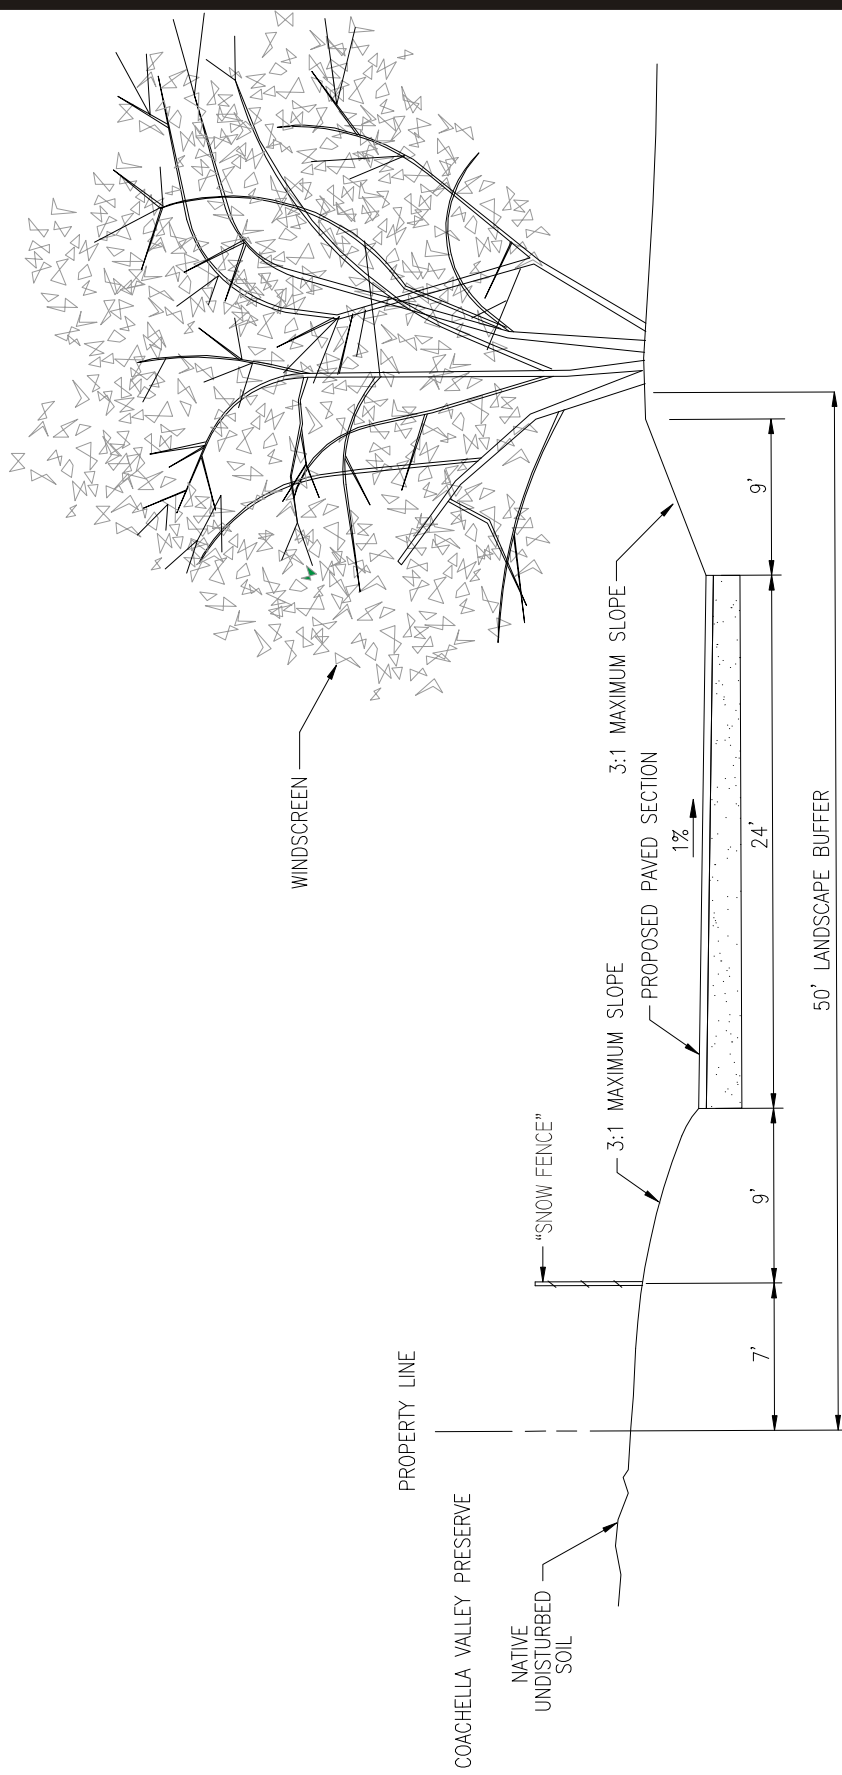 COACHELLA VALLEY PRESERVE
PROPERTY LINE
NATIVE
UNDISTURBED
SOIL
"SNOW FENCE"
3:1 MAXIMUM SLOPE
PROPOSED PAVED SECTION
1%
WINDSCREEN
3:1 MAXIMUM SLOPE
7'
9'
24'
9'
50' LANDSCAPE BUFFER